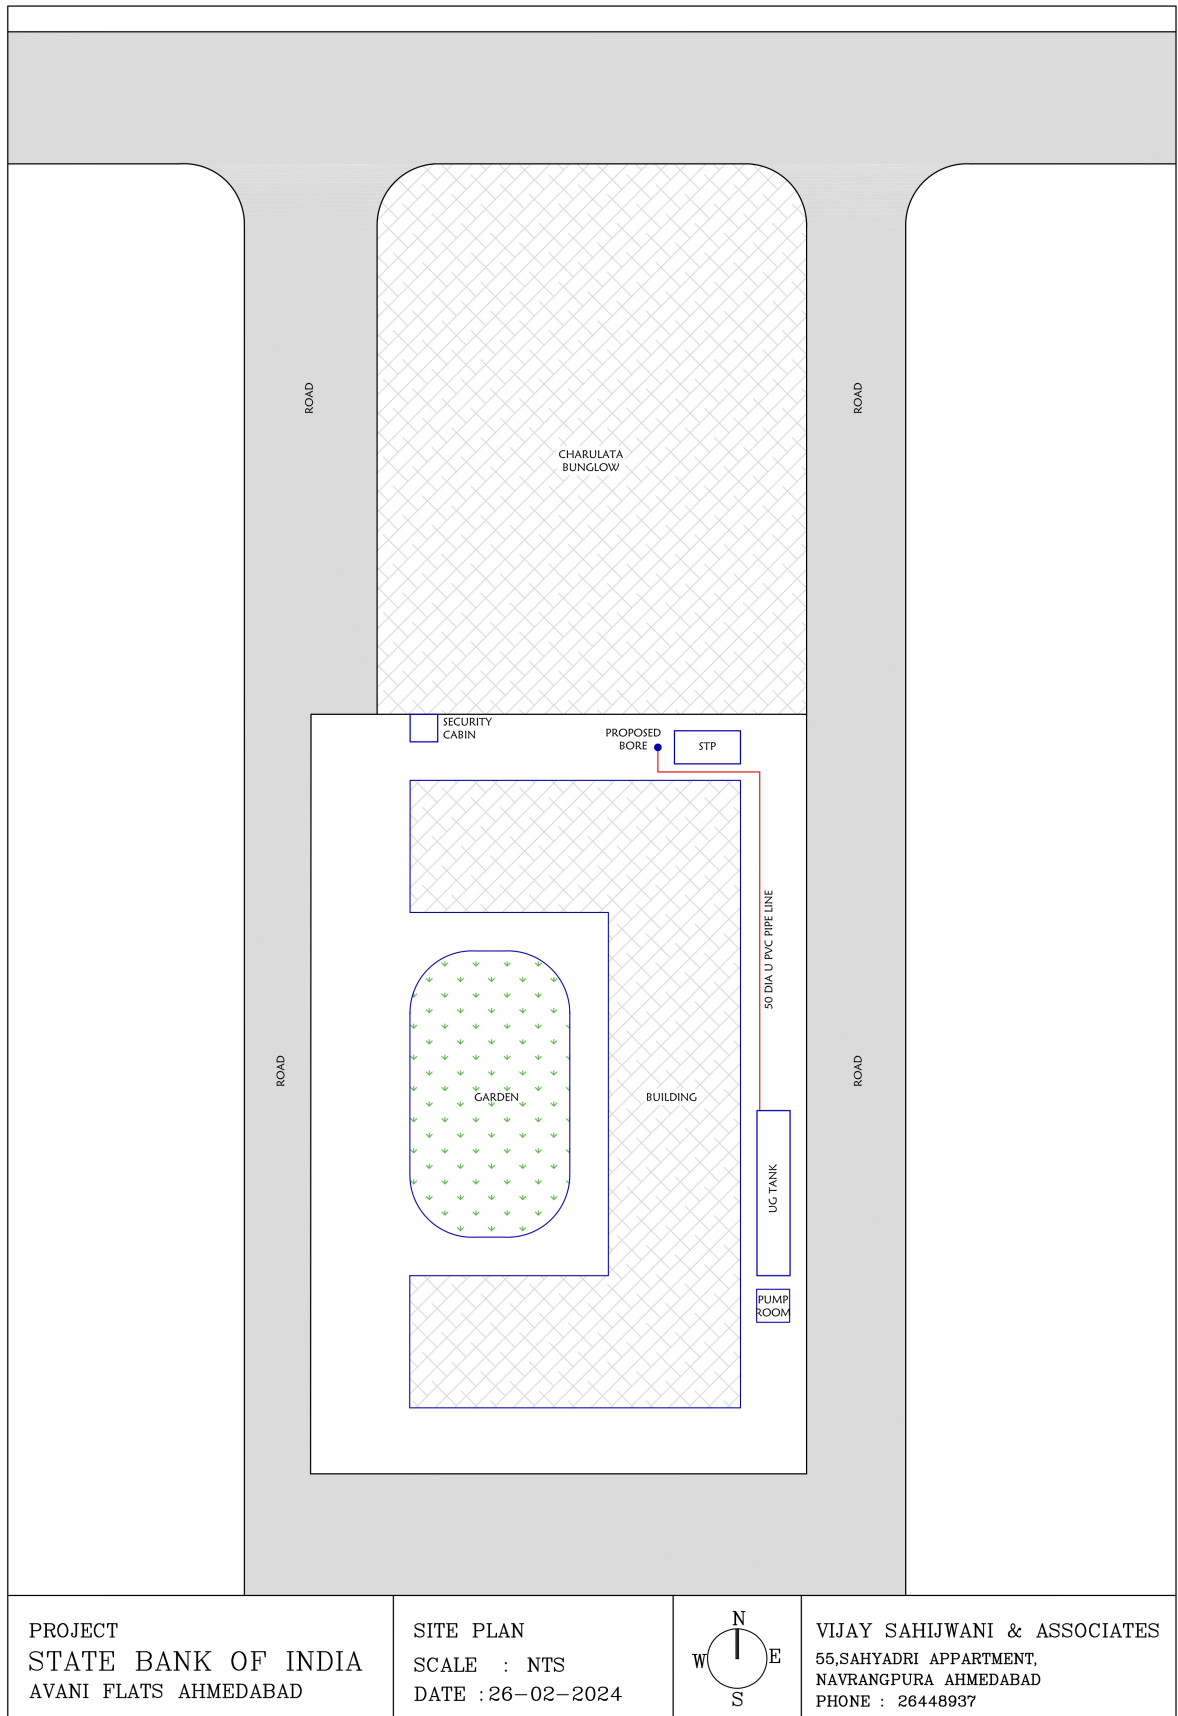 ROAD
ROAD
CHARULATA
BUNGLOW
SECURITY
CABIN
PROPOSED
BORE
STP
50 DIA U PVC PIPE LINE
ROAD
GARDEN
BUILDING
ROAD
UG TANK
PUMP
ROOM
PROJECT
STATE BANK OF INDIA
AVANI FLATS AHMEDABAD
SITE PLAN
SCALE : NTS
DATE :26-02-2024
N
W
E
S
VIJAY SAHIJWANI & ASSOCIATES
55,SAHYADRI APPARTMENT,
NAVRANGPURA AHMEDABAD
PHONE : 26448937